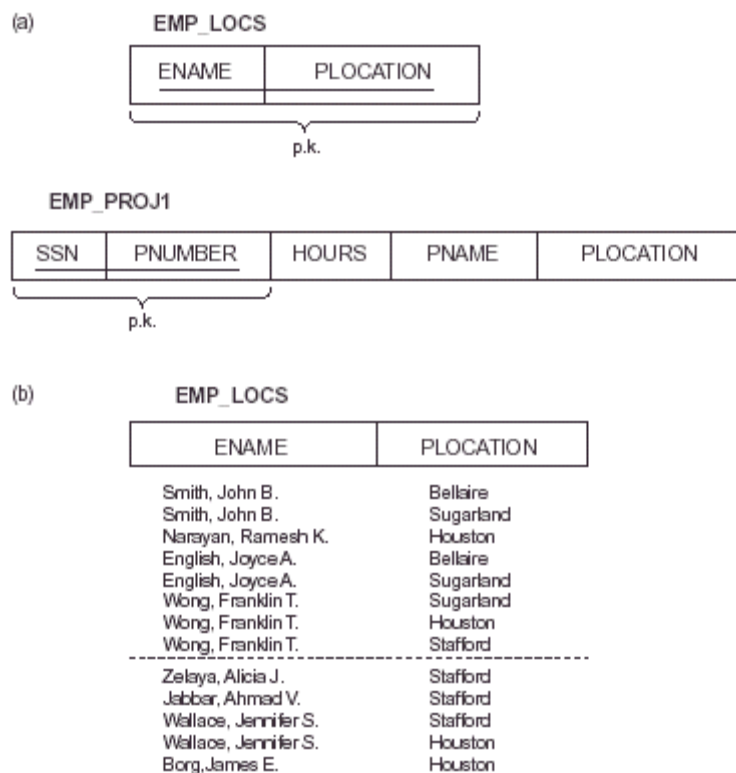 (a) EMP_LOCS
ENAME PLOCATION
p.k.
EMP_PROJ1
SSN PNUMBER HOURS PNAME PLOCATION
p.k.
(b) EMP_LOCS
ENAME PLOCATION
Smith, John B. Bellaire
Smith, John B. Sugarland
Narayan, Ramesh K. Houston
English, Joyce A. Bellaire
English, Joyce A. Sugarland
Wong, Franklin T. Sugarland
Wong, Franklin T. Houston
Wong, Franklin T. Stafford
Zelaya, Alicia J. Stafford
Jabbar, Ahmad V. Stafford
Wallace, Jennifer S. Stafford
Wallace, Jennifer S. Houston
Borg,James E. Houston